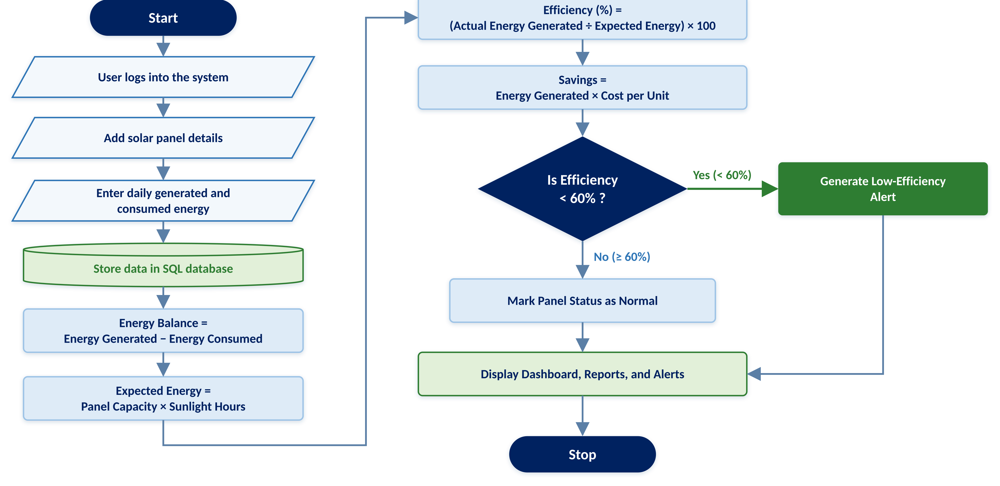 Start
User logs into the system
Add solar panel details
Enter daily generated and
consumed energy
Store data in SQL database
Energy Balance =
Energy Generated − Energy Consumed
Expected Energy =
Panel Capacity × Sunlight Hours
Efficiency (%) =
(Actual Energy Generated ÷ Expected Energy) × 100
Savings =
Energy Generated × Cost per Unit
Is Efficiency
< 60% ?
Yes (< 60%)
Generate Low-Efficiency
Alert
No (≥ 60%)
Mark Panel Status as Normal
Display Dashboard, Reports, and Alerts
Stop